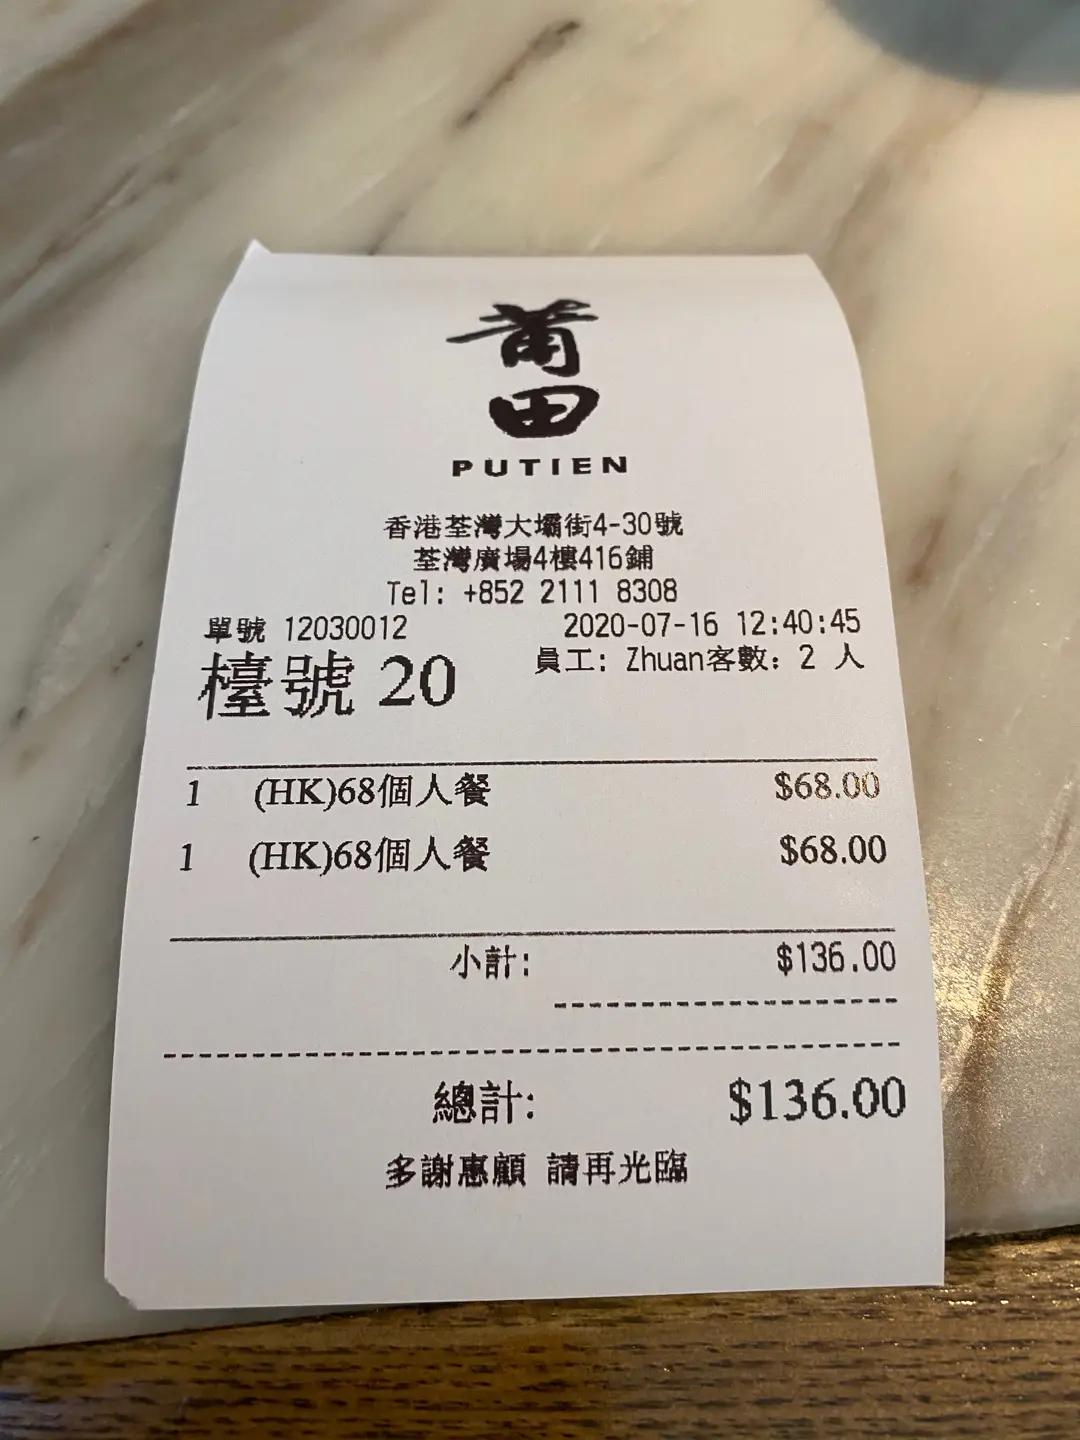 莆
田
PUTIEN
香港荃灣大壩街4-30號
荃灣廣場4樓416鋪
Tel: +852 2111 8308
單號 12030012 2020-07-16 12:40:45
檯號 20 員工: Zhuan客數: 2 人
1 (HK)68個人餐 $68.00
1 (HK)68個人餐 $68.00
小計: $136.00
總計: $136.00
多謝惠顧 請再光臨